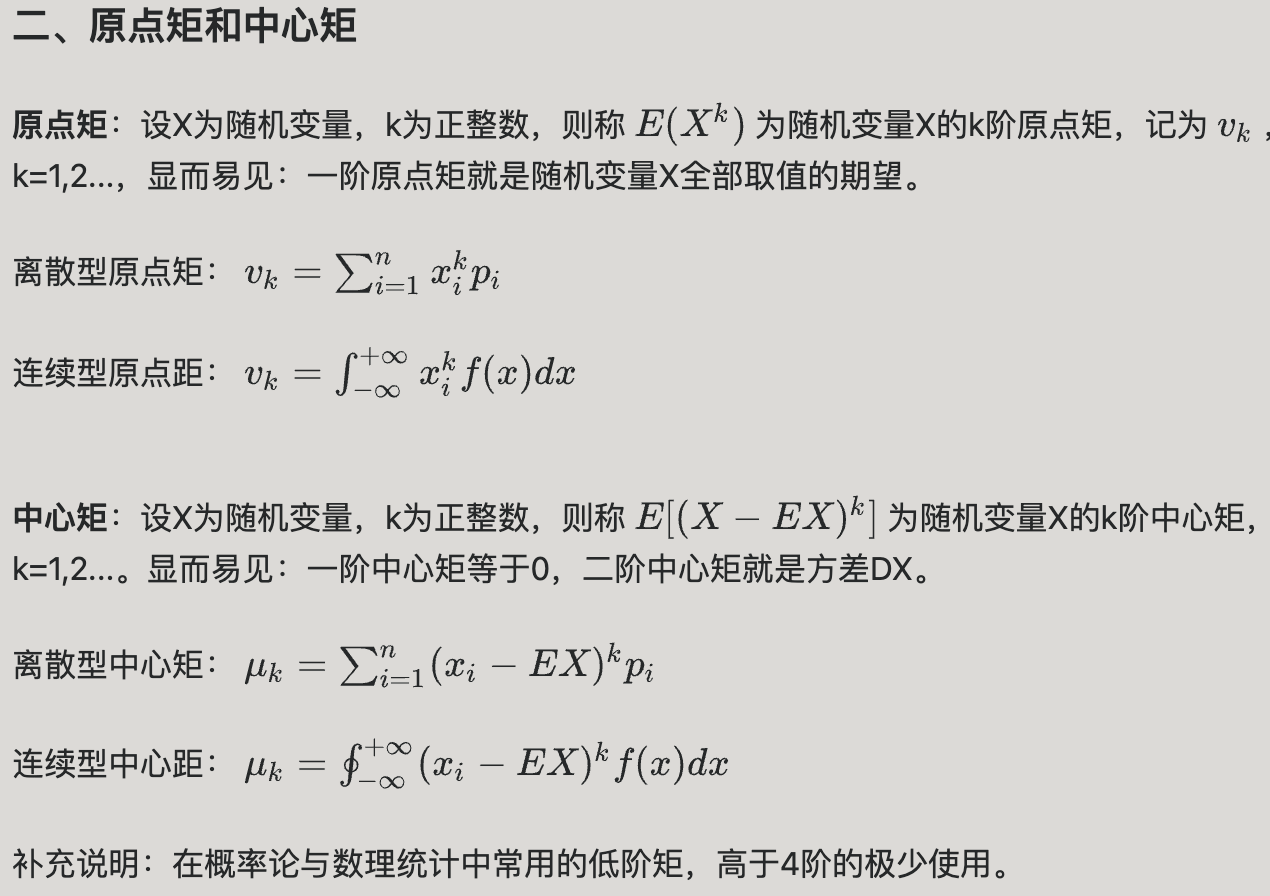 二、原点矩和中心矩
原点矩：设X为随机变量，k为正整数，则称 $E(X^k)$ 为随机变量X的k阶原点矩，记为 $v_k$ ，
k=1,2...，显而易见：一阶原点矩就是随机变量X全部取值的期望。
离散型原点矩： $v_k = \sum_{i=1}^{n} x_i^k p_i$
连续型原点距： $v_k = \int_{-\infty}^{+\infty} x_i^k f(x)dx$
中心矩：设X为随机变量，k为正整数，则称 $E[(X - EX)^k]$ 为随机变量X的k阶中心矩，
k=1,2...。显而易见：一阶中心矩等于0，二阶中心矩就是方差DX。
离散型中心矩： $\mu_k = \sum_{i=1}^{n} (x_i - EX)^k p_i$
连续型中心距： $\mu_k = \oint_{-\infty}^{+\infty} (x_i - EX)^k f(x)dx$
补充说明：在概率论与数理统计中常用的低阶矩，高于4阶的极少使用。